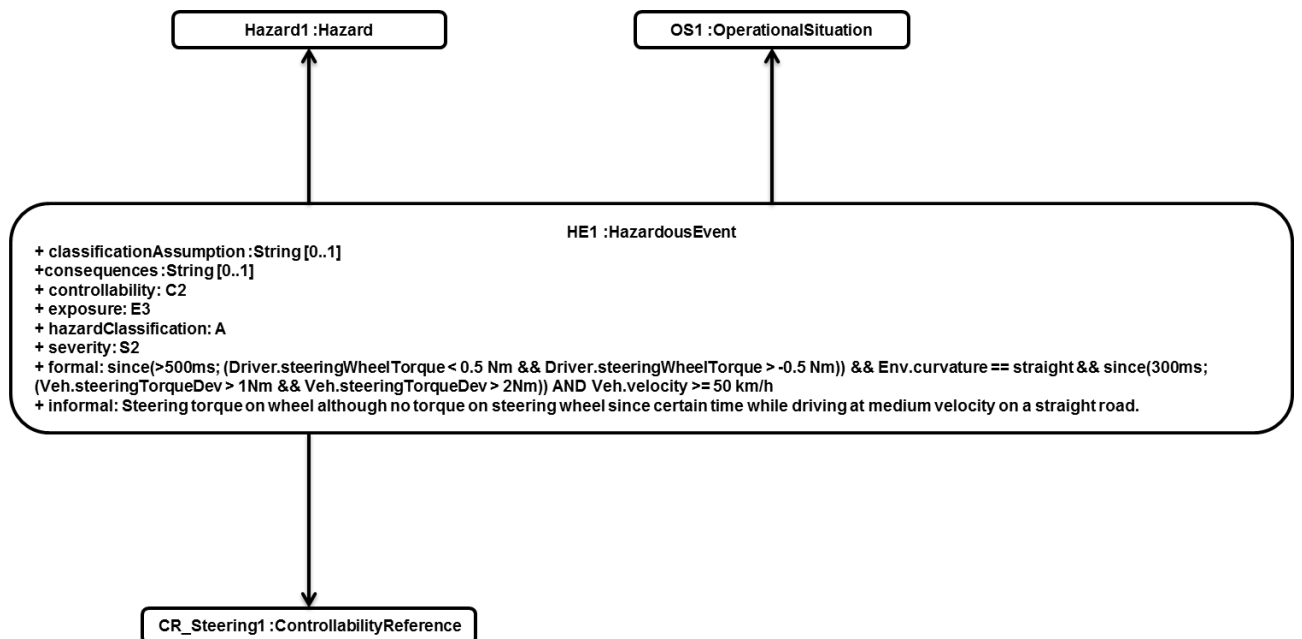 Hazard1 :Hazard
OS1 :OperationalSituation
HE1 :HazardousEvent
+ classificationAssumption :String [0..1]
+consequences :String [0..1]
+ controllability: C2
+ exposure: E3
+ hazardClassification: A
+ severity: S2
+ formal: since(>500ms; (Driver.steeringWheelTorque < 0.5 Nm && Driver.steeringWheelTorque > -0.5 Nm)) && Env.curvature == straight && since(300ms;
(Veh.steeringTorqueDev > 1Nm && Veh.steeringTorqueDev > 2Nm)) AND Veh.velocity >= 50 km/h
+ informal: Steering torque on wheel although no torque on steering wheel since certain time while driving at medium velocity on a straight road.
CR_Steering1 :ControllabilityReference